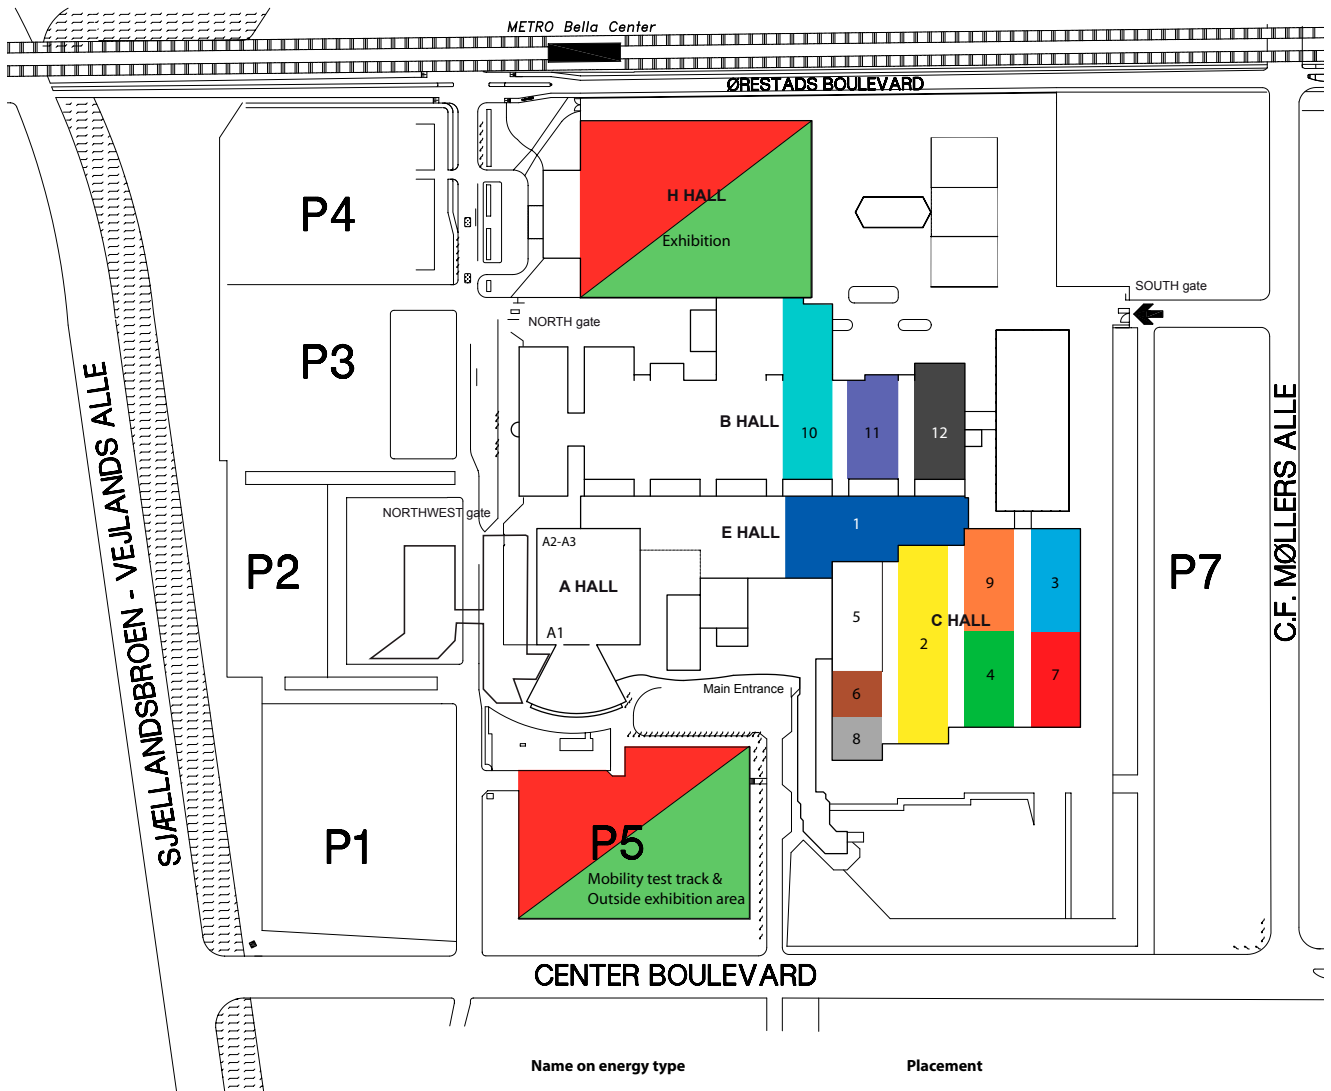 METRO Bella Center
ØRESTADS BOULEVARD
P4
H HALL
Exhibition
SOUTH gate
NORTH gate
P3
B HALL
10
11
12
NORTHWEST gate
E HALL
1
A2-A3
A HALL
A1
P2
9
3
P7
5
C HALL
2
4
7
6
8
Main Entrance
SJÆLLANDSBROEN - VEJLANDS ALLE
C.F. MØLLERS ALLE
P1
P5
Mobility test track &
Outside exhibition area
CENTER BOULEVARD
Name on energy type
Placement